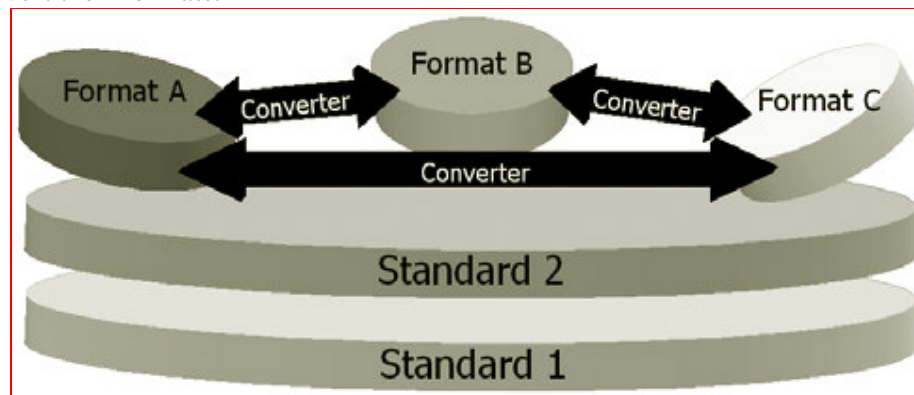 Format A
Format B
Format C
Converter
Converter
Converter
Standard 2
Standard 1